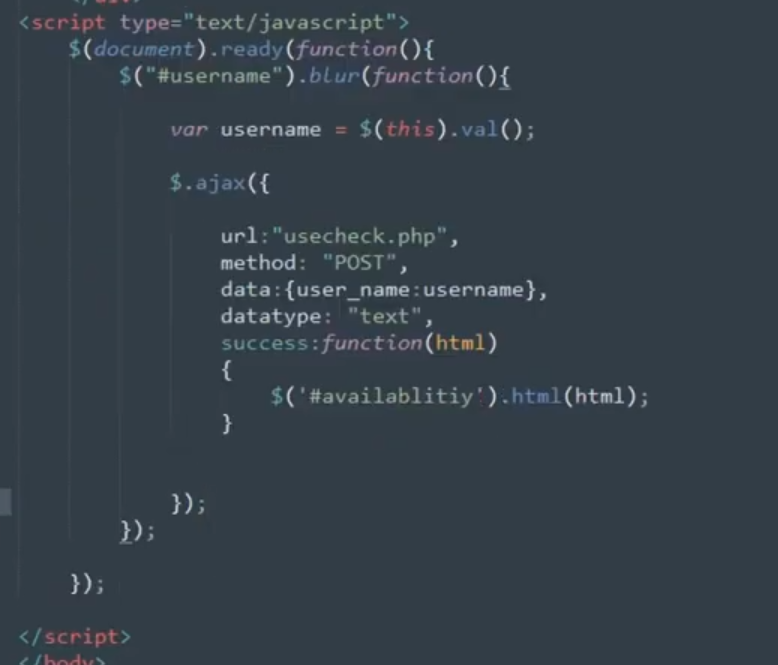 <script type="text/javascript">
$(document).ready(function(){
$("#username").blur(function(){
var username = $(this).val();
$.ajax({
url:"usecheck.php",
method: "POST",
data:{user_name:username},
datatype: "text",
success:function(html)
{
$('#availablitiy').html(html);
}
});
});
});
</script>
</body>